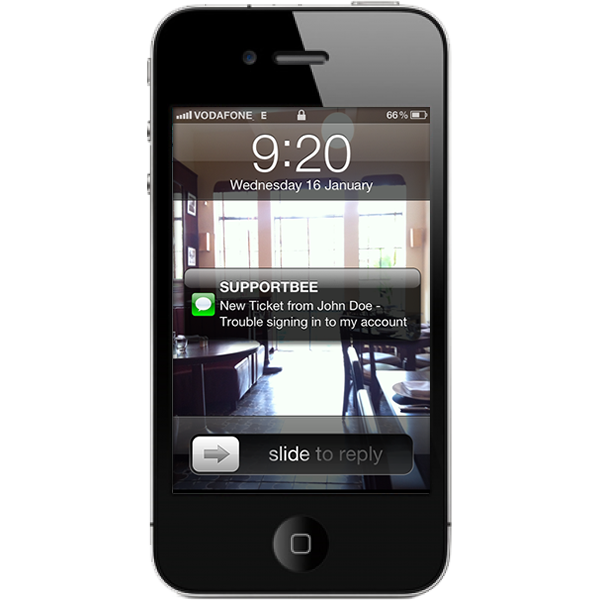 VODAFONE E 66%
9:20
Wednesday 16 January
SUPPORTBEE
New Ticket from John Doe -
Trouble signing in to my account
slide to reply